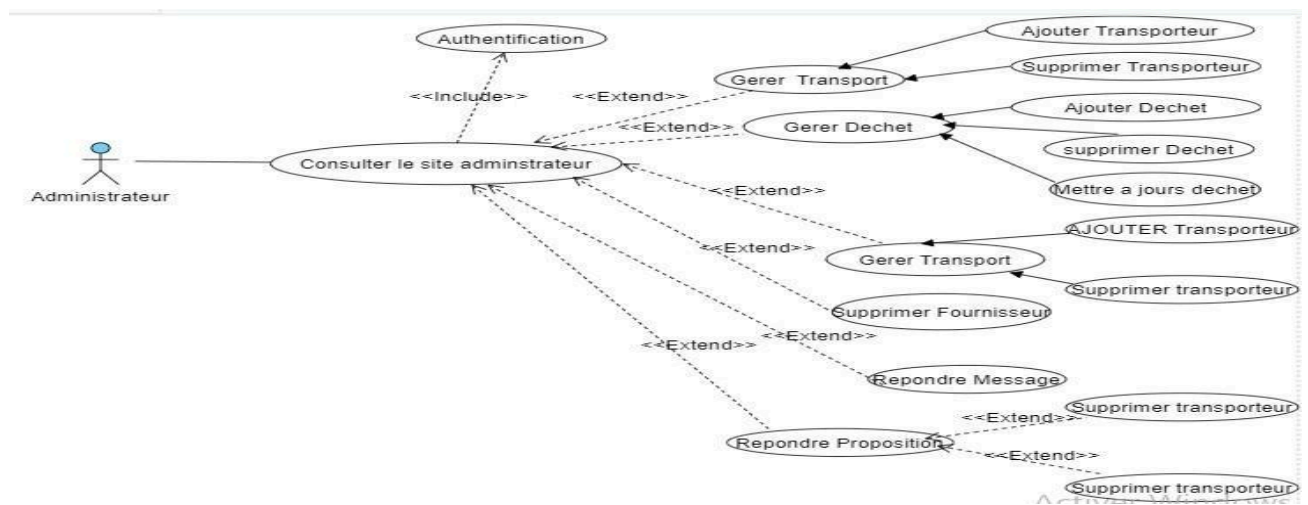 Authentification
Ajouter Transporteur
Gerer Transport
Supprimer Transporteur
<<Include>>
<<Extend>>
Ajouter Dechet
<<Extend>>
Gerer Dechet
supprimer Dechet
Consulter le site adminstrateur
Administrateur
<<Extend>>
Mettre a jours dechet
AJOUTER Transporteur
<<Extend>>
Gerer Transport
Supprimer transporteur
Supprimer Fournisseur
<<Extend>>
<<Extend>>
Repondre Message
Supprimer transporteur
<<Extend>>
Repondre Proposition
<<Extend>>
Supprimer transporteur
Activer Windows